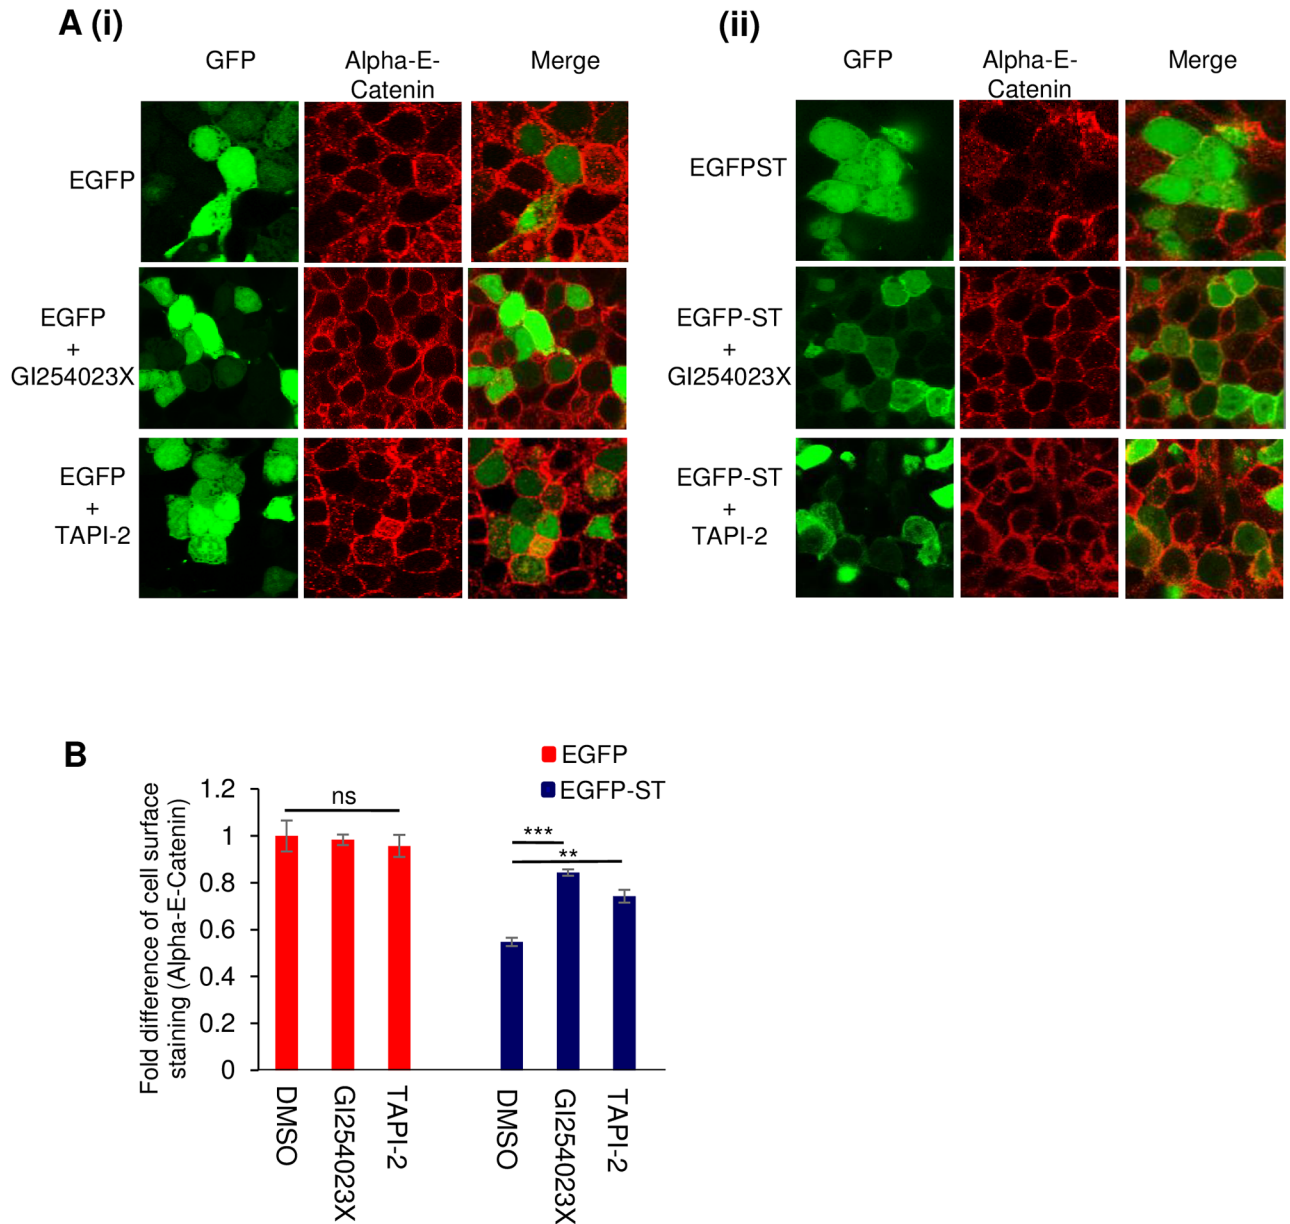 A (i)
GFP
Alpha-E-
Catenin
Merge
EGFP
EGFP
+
GI254023X
EGFP
+
TAPI-2
(ii)
GFP
Alpha-E-
Catenin
Merge
EGFPST
EGFP-ST
+
GI254023X
EGFP-ST
+
TAPI-2
B
EGFP
EGFP-ST
Fold difference of cell surface
staining (Alpha-E-Catenin)
1.2
1
0.8
0.6
0.4
0.2
0
ns
***
**
DMSO
GI254023X
TAPI-2
DMSO
GI254023X
TAPI-2